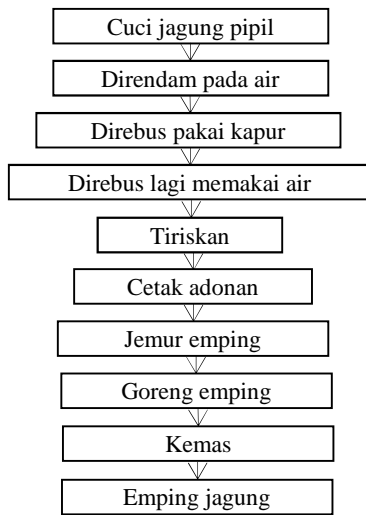 Cuci jagung pipil
Direndam pada air
Direbus pakai kapur
Direbus lagi memakai air
Tiriskan
Cetak adonan
Jemur emping
Goreng emping
Kemas
Emping jagung